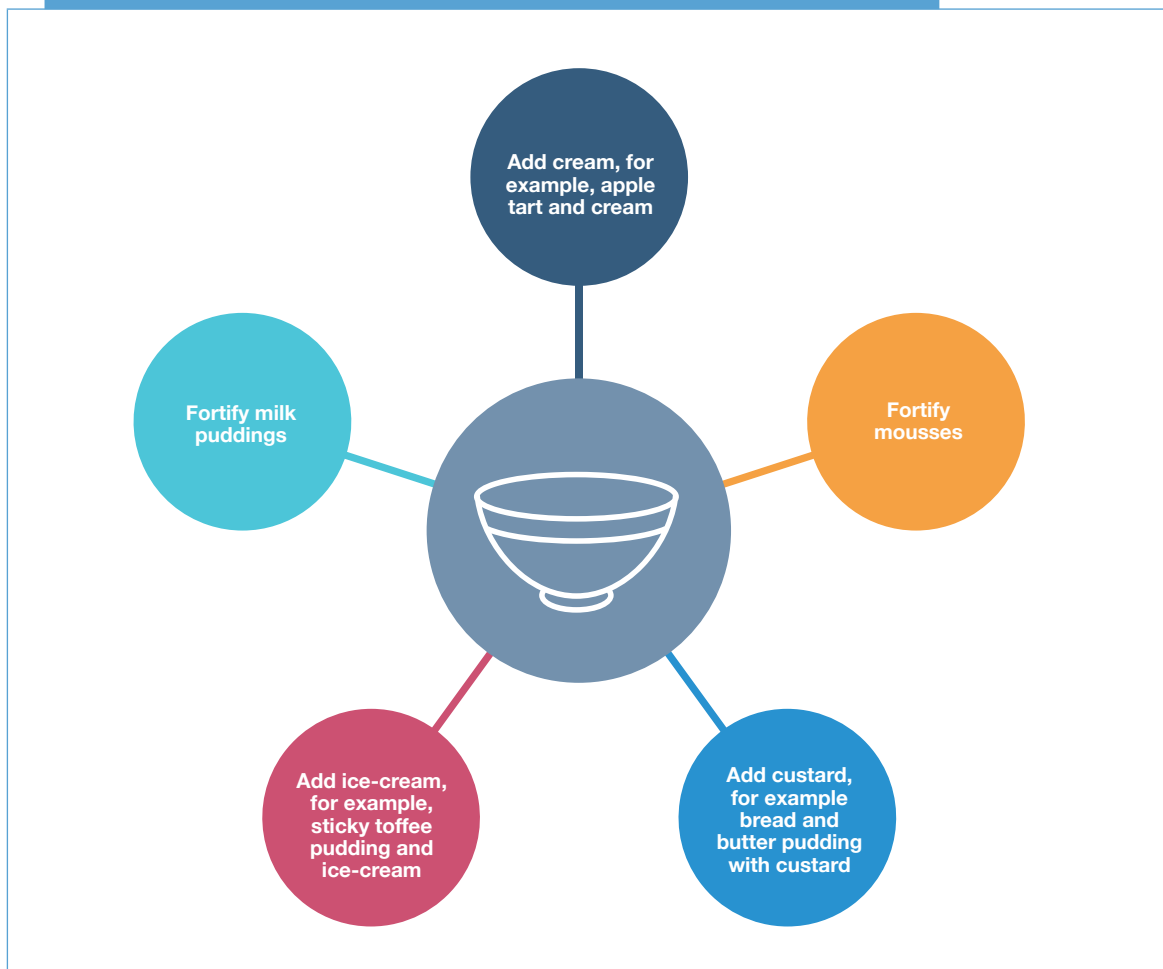 Add cream, for
example, apple
tart and cream
Fortify milk
puddings
Fortify
mousses
Add ice-cream,
for example,
sticky toffee
pudding and
ice-cream
Add custard,
for example
bread and
butter pudding
with custard